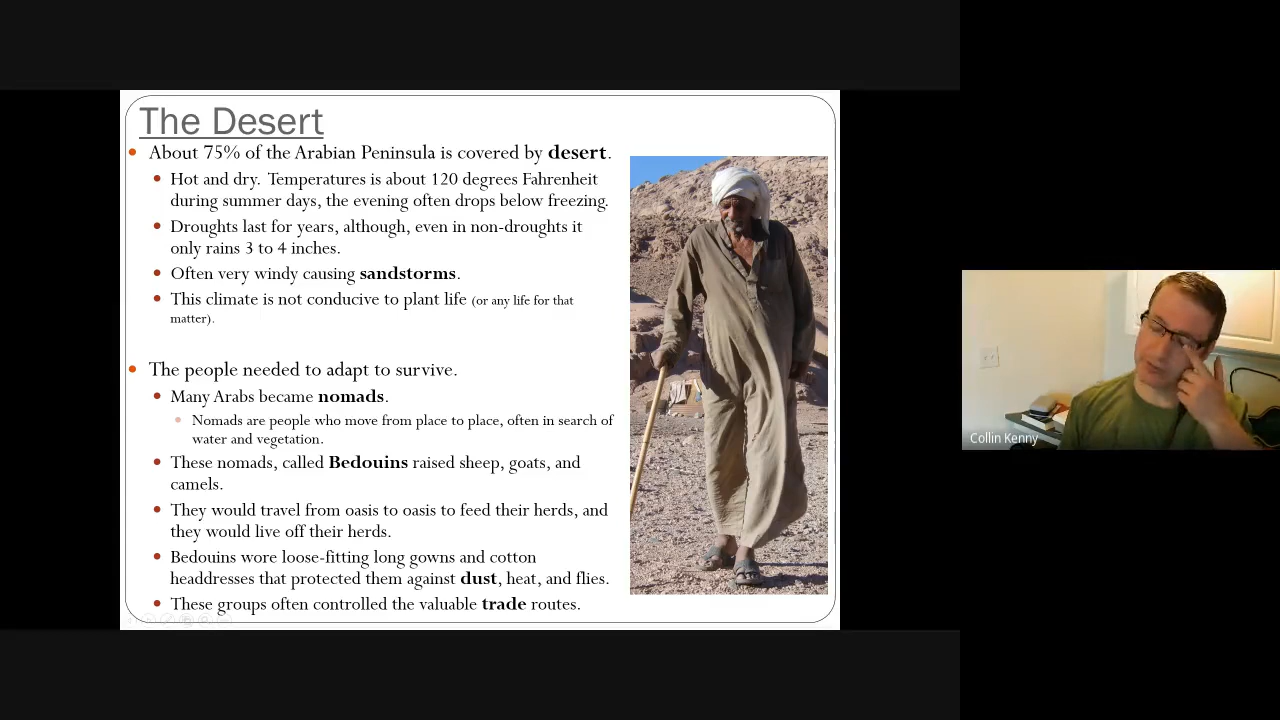 The Desert
About 75% of the Arabian Peninsula is covered by desert.
Hot and dry. Temperatures is about 120 degrees Fahrenheit
during summer days, the evening often drops below freezing.
Droughts last for years, although, even in non-droughts it
only rains 3 to 4 inches.
Often very windy causing sandstorms.
This climate is not conducive to plant life (or any life for that
matter).
The people needed to adapt to survive.
Many Arabs became nomads.
Nomads are people who move from place to place, often in search of
water and vegetation.
These nomads, called Bedouins raised sheep, goats, and
camels.
They would travel from oasis to oasis to feed their herds, and
they would live off their herds.
Bedouins wore loose-fitting long gowns and cotton
headdresses that protected them against dust, heat, and flies.
These groups often controlled the valuable trade routes.
Collin Kenny